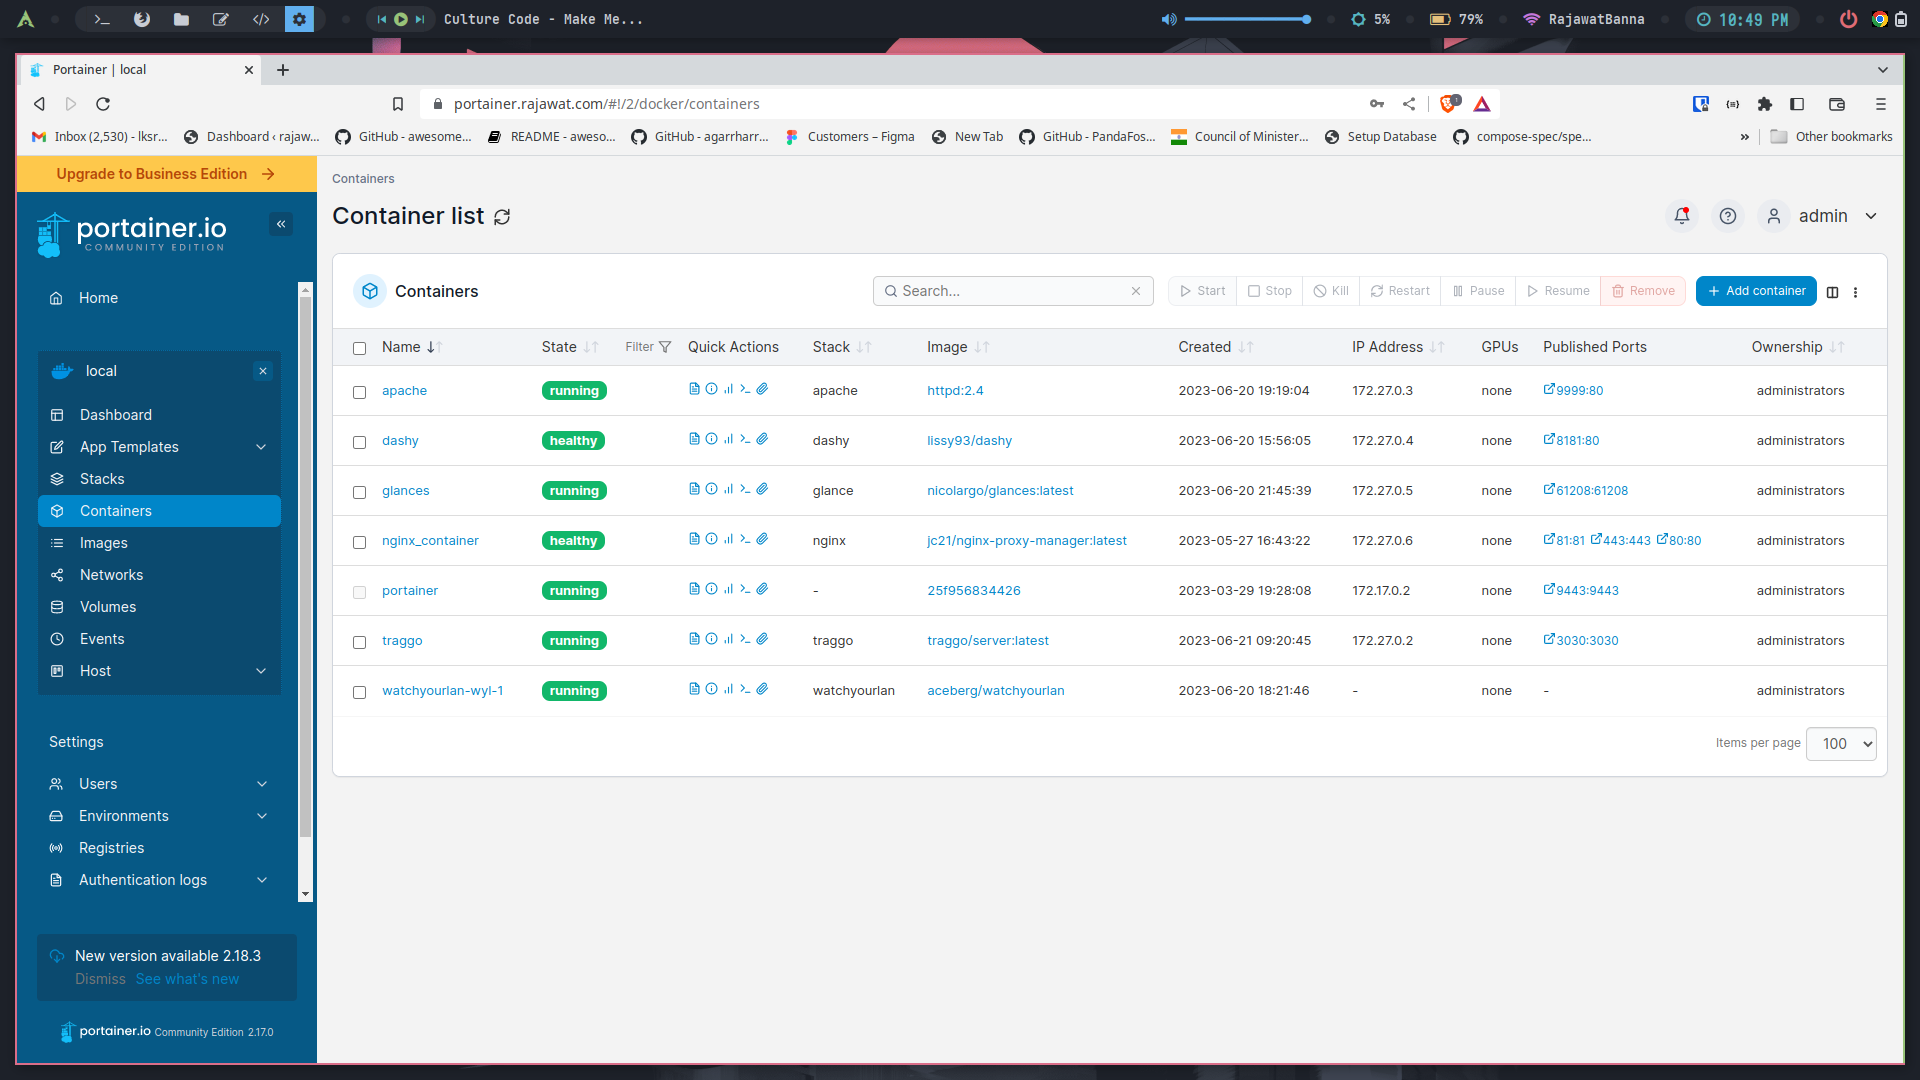 Culture Code - Make Me...
5%
79%
RajawatBanna
10:49 PM
Portainer | local
portainer.rajawat.com/#!/2/docker/containers
Inbox (2,530) - lksr...
Dashboard ‹ rajaw...
GitHub - awesome...
README - aweso...
GitHub - agarrharr...
Customers – Figma
New Tab
GitHub - PandaFos...
Council of Minister...
Setup Database
compose-spec/spe...
»
Other bookmarks
Upgrade to Business Edition →
portainer.io
COMMUNITY EDITION
«
Home
local
Dashboard
App Templates
Stacks
Containers
Images
Networks
Volumes
Events
Host
Settings
Users
Environments
Registries
Authentication logs
New version available 2.18.3
Dismiss See what's new
portainer.io Community Edition 2.17.0
Containers
Container list
admin
Containers
Search...
Start Stop Kill Restart Pause Resume Remove
+ Add container
Name State Filter Quick Actions Stack Image Created IP Address GPUs Published Ports Ownership
apache running apache httpd:2.4 2023-06-20 19:19:04 172.27.0.3 none 9999:80 administrators
dashy healthy dashy lissy93/dashy 2023-06-20 15:56:05 172.27.0.4 none 8181:80 administrators
glances running glance nicolargo/glances:latest 2023-06-20 21:45:39 172.27.0.5 none 61208:61208 administrators
nginx_container healthy nginx jc21/nginx-proxy-manager:latest 2023-05-27 16:43:22 172.27.0.6 none 81:81 443:443 80:80 administrators
portainer running - 25f956834426 2023-03-29 19:28:08 172.17.0.2 none 9443:9443 administrators
traggo running traggo traggo/server:latest 2023-06-21 09:20:45 172.27.0.2 none 3030:3030 administrators
watchyourlan-wyl-1 running watchyourlan aceberg/watchyourlan 2023-06-20 18:21:46 - none - administrators
Items per page 100